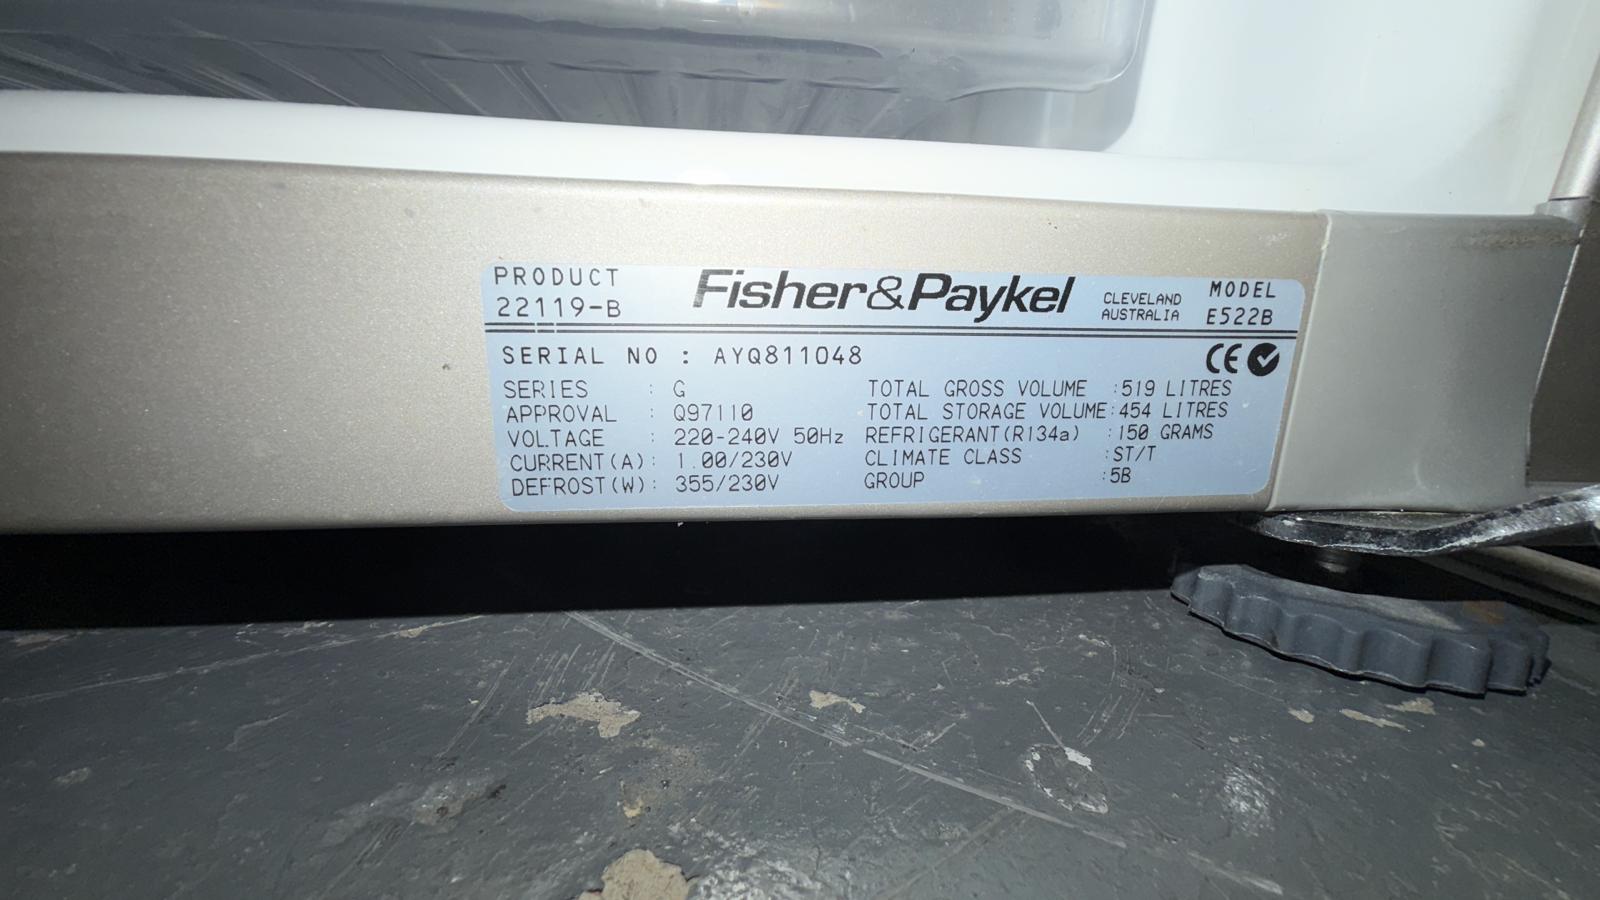 PRODUCT
22119-B
Fisher&Paykel
CLEVELAND
AUSTRALIA
MODEL
E522B
SERIAL NO : AYQ811048
CE
SERIES : G
APPROVAL : Q97110
VOLTAGE : 220-240V 50Hz
CURRENT(A): 1.00/230V
DEFROST(W): 355/230V
TOTAL GROSS VOLUME :519 LITRES
TOTAL STORAGE VOLUME:454 LITRES
REFRIGERANT(R134a) :150 GRAMS
CLIMATE CLASS :ST/T
GROUP :5B